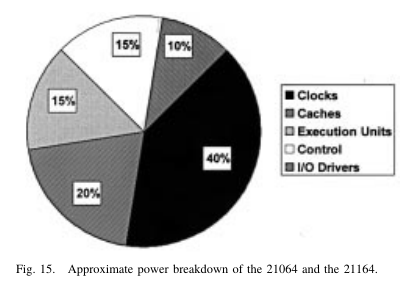 15%
10%
15%
40%
20%
Clocks
Caches
Execution Units
Control
I/O Drivers
Fig. 15. Approximate power breakdown of the 21064 and the 21164.